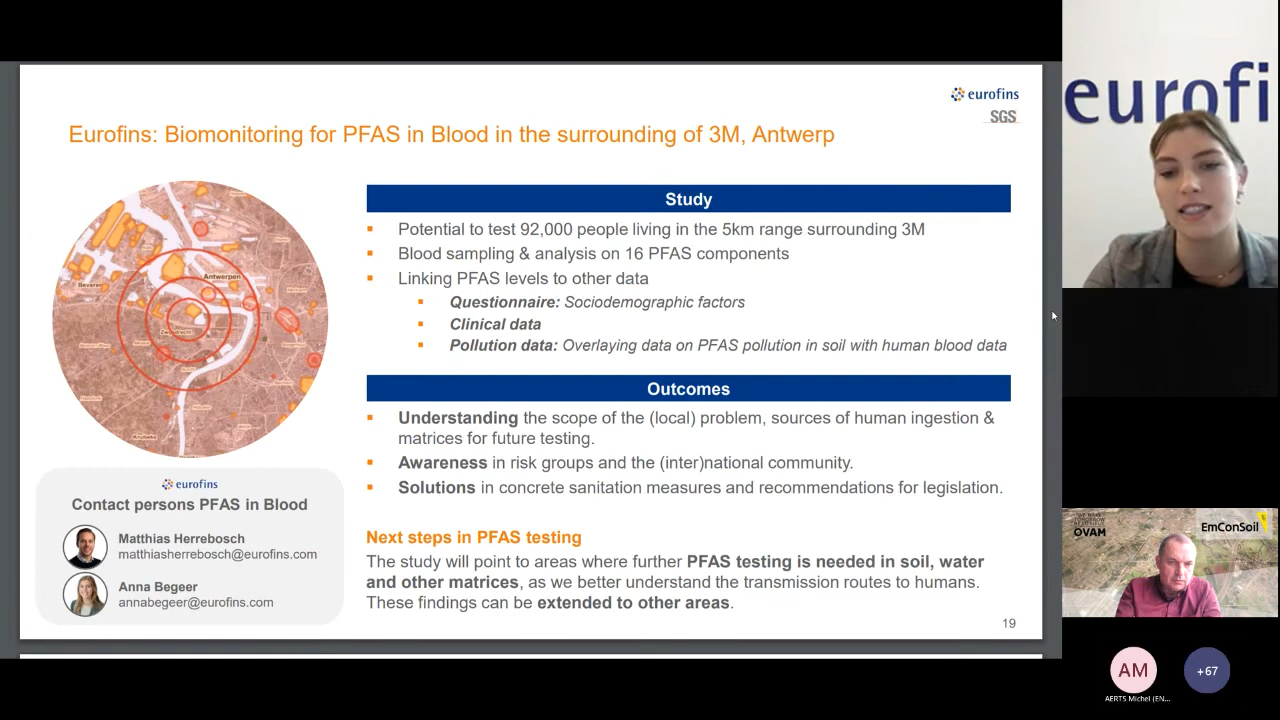 eurofins
SGS
Eurofins: Biomonitoring for PFAS in Blood in the surrounding of 3M, Antwerp
Antwerpen
Beveren
Study
Potential to test 92,000 people living in the 5km range surrounding 3M
Blood sampling & analysis on 16 PFAS components
Linking PFAS levels to other data
Questionnaire: Sociodemographic factors
Clinical data
Pollution data: Overlaying data on PFAS pollution in soil with human blood data
Outcomes
Understanding the scope of the (local) problem, sources of human ingestion &
matrices for future testing.
Awareness in risk groups and the (inter)national community.
Solutions in concrete sanitation measures and recommendations for legislation.
Next steps in PFAS testing
The study will point to areas where further PFAS testing is needed in soil, water
and other matrices, as we better understand the transmission routes to humans.
These findings can be extended to other areas.
19
eurofins
Contact persons PFAS in Blood
Matthias Herrebosch
matthiasherrebosch@eurofins.com
Anna Begeer
annabegeer@eurofins.com
eurofi
OVAM
EmConSoil
AM
+67
AERTS Michel (EN...